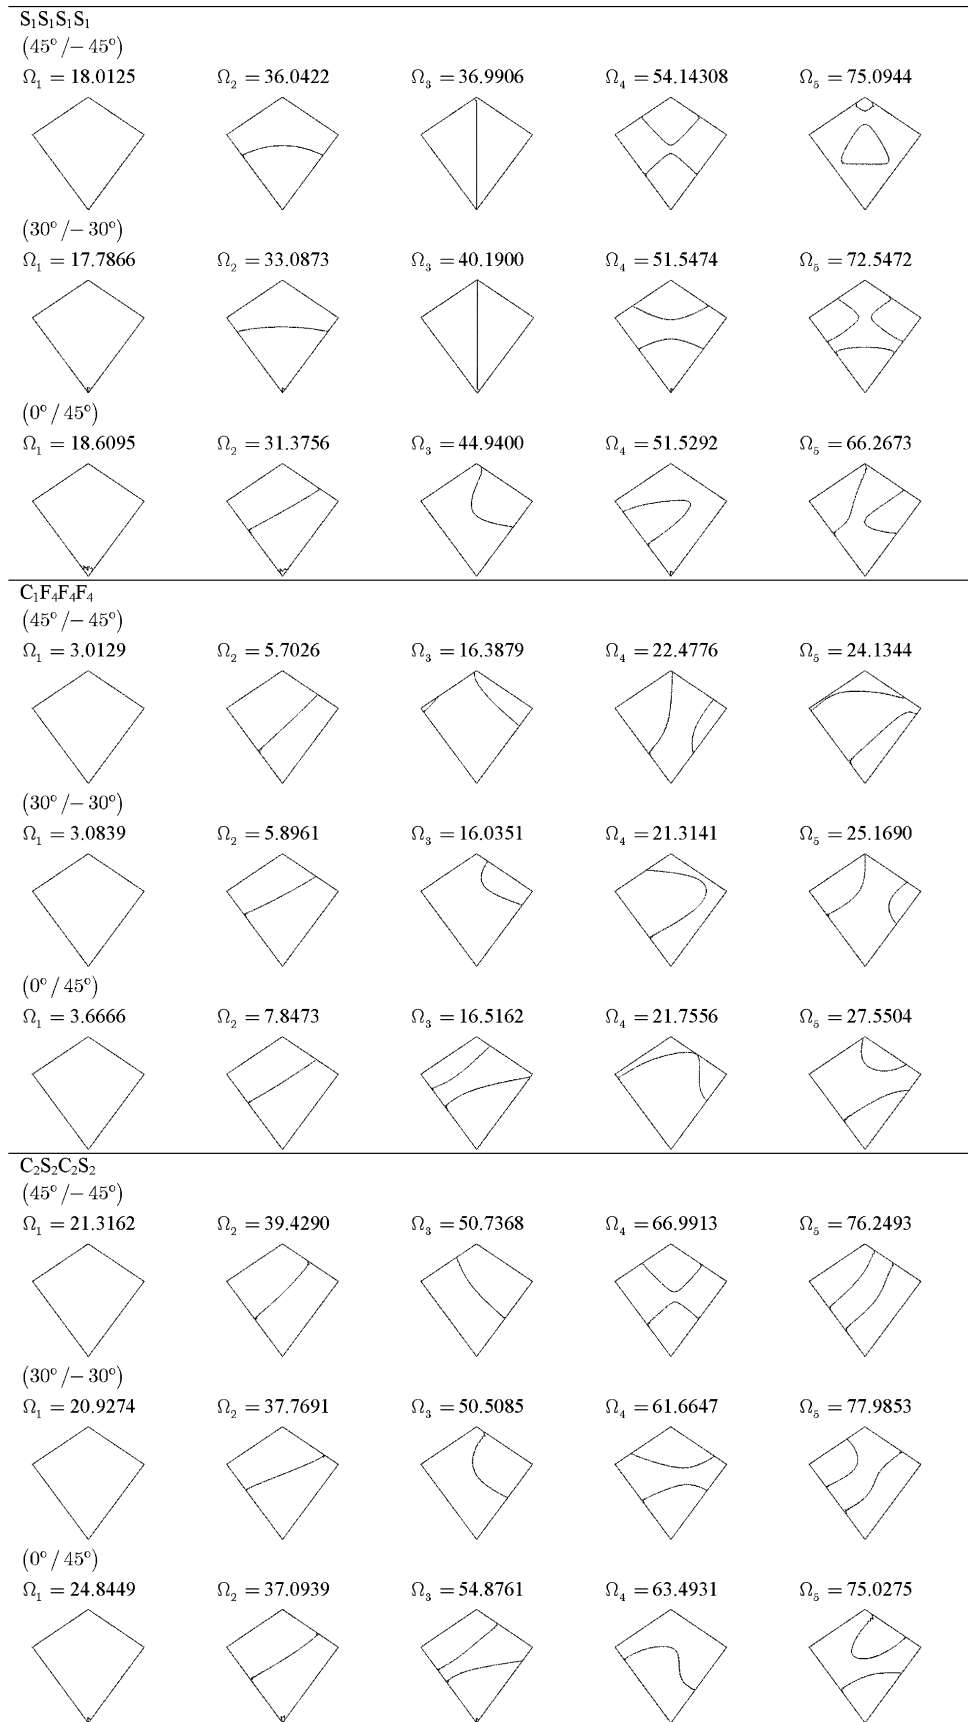 S₁S₁S₁S₁
(45°/−45°)
Ω₁ = 18.0125 Ω₂ = 36.0422 Ω₃ = 36.9906 Ω₄ = 54.14308 Ω₅ = 75.0944
(30°/−30°)
Ω₁ = 17.7866 Ω₂ = 33.0873 Ω₃ = 40.1900 Ω₄ = 51.5474 Ω₅ = 72.5472
(0°/45°)
Ω₁ = 18.6095 Ω₂ = 31.3756 Ω₃ = 44.9400 Ω₄ = 51.5292 Ω₅ = 66.2673
C₁F₄F₄F₄
(45°/−45°)
Ω₁ = 3.0129 Ω₂ = 5.7026 Ω₃ = 16.3879 Ω₄ = 22.4776 Ω₅ = 24.1344
(30°/−30°)
Ω₁ = 3.0839 Ω₂ = 5.8961 Ω₃ = 16.0351 Ω₄ = 21.3141 Ω₅ = 25.1690
(0°/45°)
Ω₁ = 3.6666 Ω₂ = 7.8473 Ω₃ = 16.5162 Ω₄ = 21.7556 Ω₅ = 27.5504
C₂S₂C₂S₂
(45°/−45°)
Ω₁ = 21.3162 Ω₂ = 39.4290 Ω₃ = 50.7368 Ω₄ = 66.9913 Ω₅ = 76.2493
(30°/−30°)
Ω₁ = 20.9274 Ω₂ = 37.7691 Ω₃ = 50.5085 Ω₄ = 61.6647 Ω₅ = 77.9853
(0°/45°)
Ω₁ = 24.8449 Ω₂ = 37.0939 Ω₃ = 54.8761 Ω₄ = 63.4931 Ω₅ = 75.0275